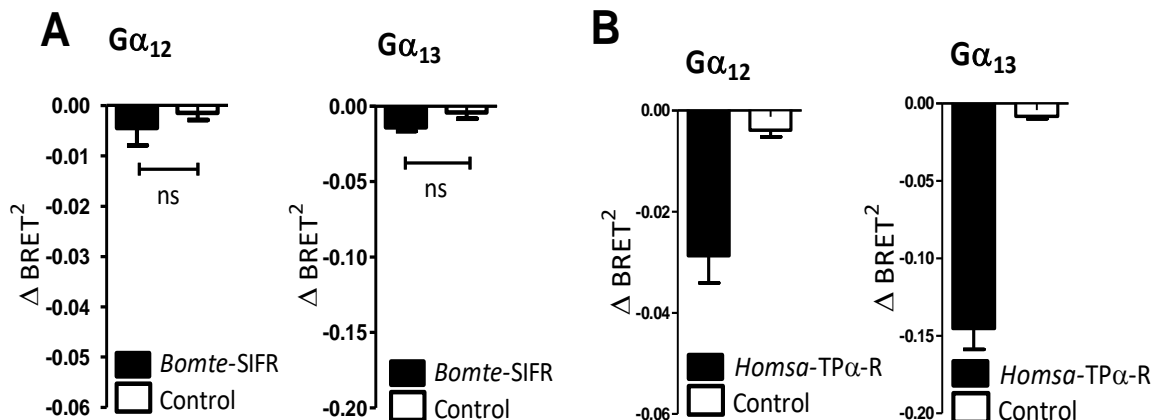 A
Gα12
0.00
-0.01
-0.02
-0.03
-0.04
-0.05
-0.06
Δ BRET2
ns
Bomte-SIFR
Control
Gα13
0.00
-0.05
-0.10
-0.15
-0.20
Δ BRET2
ns
Bomte-SIFR
Control
B
Gα12
0.00
-0.02
-0.04
-0.06
Δ BRET2
Homsa-TPα-R
Control
Gα13
0.00
-0.05
-0.10
-0.15
-0.20
Δ BRET2
Homsa-TPα-R
Control